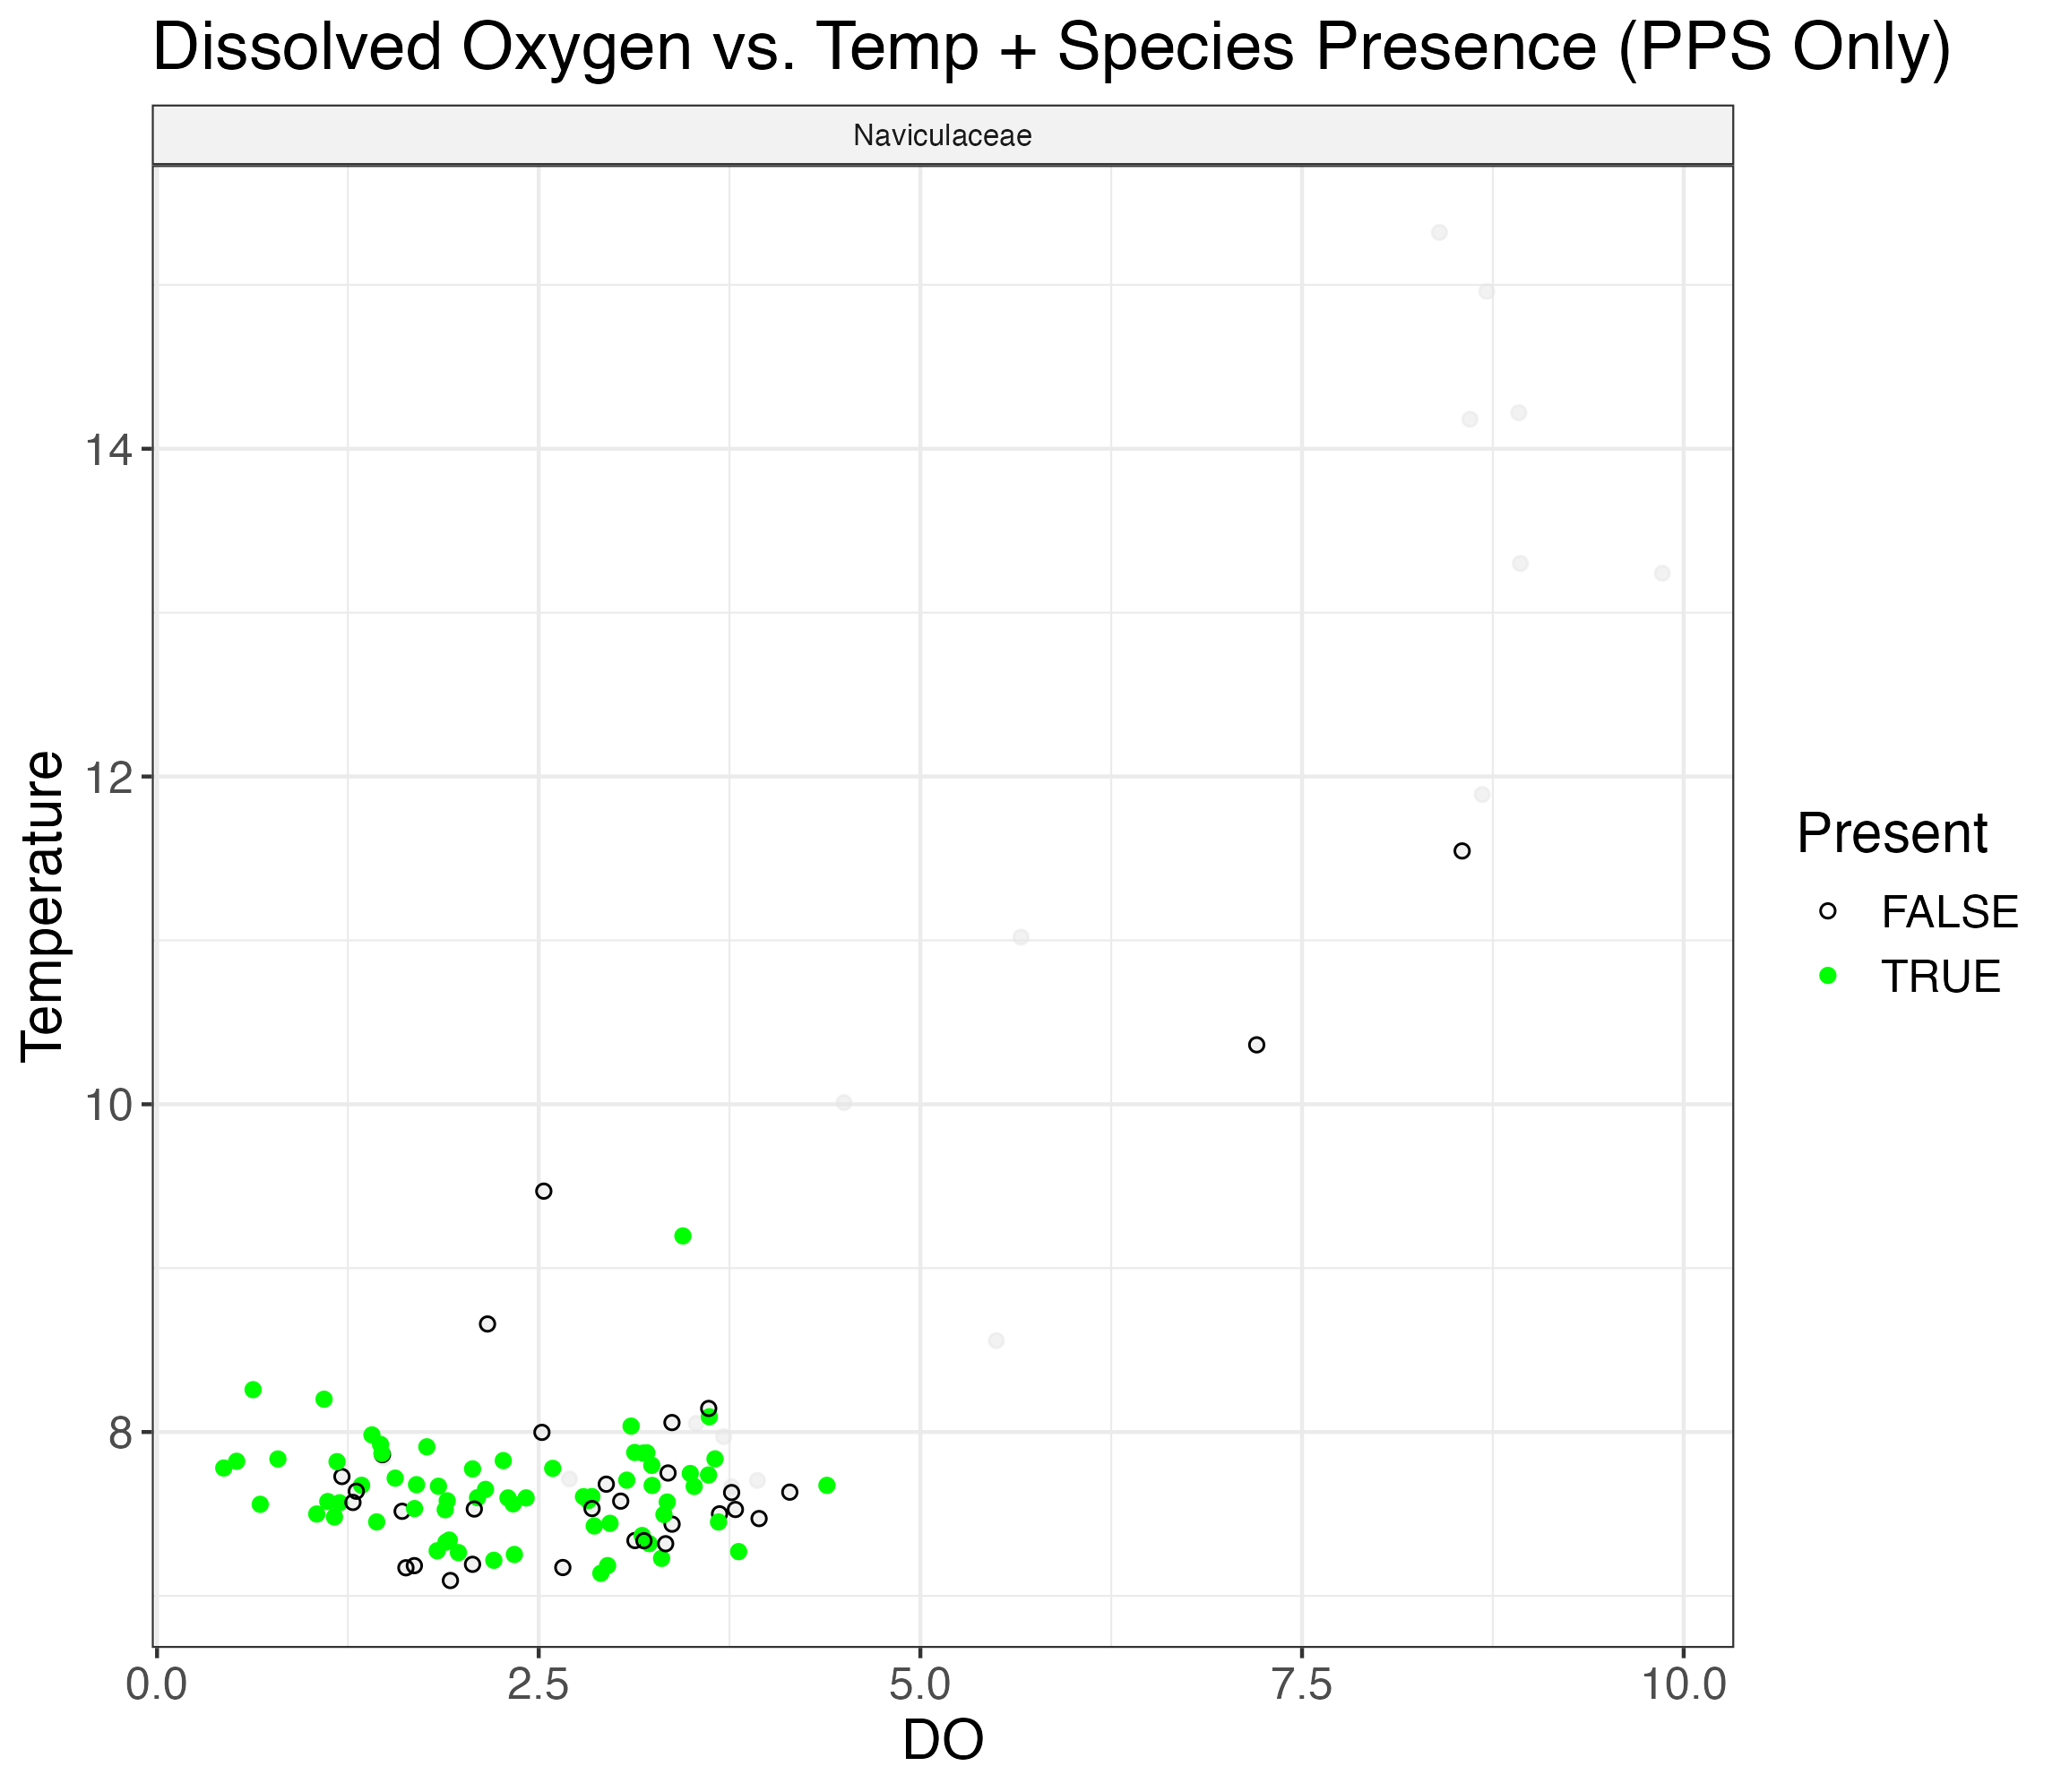 Dissolved Oxygen vs. Temp + Species Presence (PPS Only)
Naviculaceae
14
12
10
8
Temperature
0.0 2.5 5.0 7.5 10.0
DO
Present
FALSE
TRUE